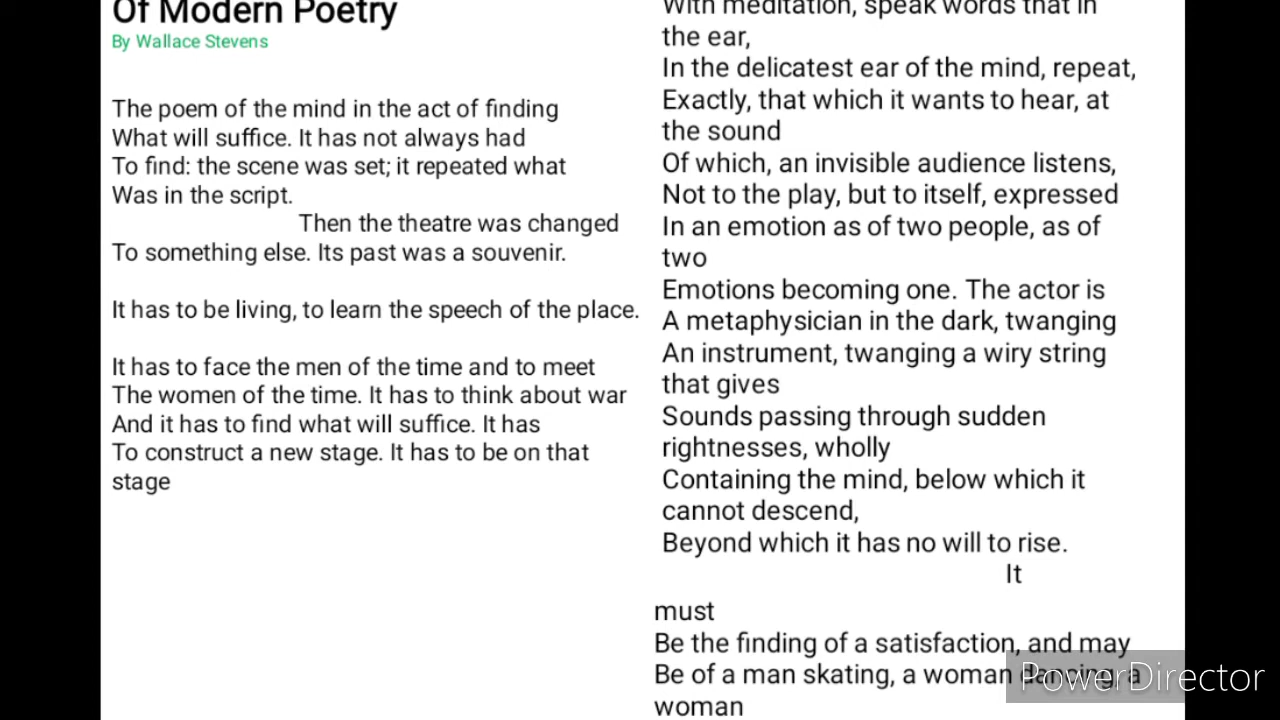 Of Modern Poetry
By Wallace Stevens
The poem of the mind in the act of finding
What will suffice. It has not always had
To find: the scene was set; it repeated what
Was in the script.
Then the theatre was changed
To something else. Its past was a souvenir.
It has to be living, to learn the speech of the place.
It has to face the men of the time and to meet
The women of the time. It has to think about war
And it has to find what will suffice. It has
To construct a new stage. It has to be on that
stage
With meditation, speak words that in
the ear,
In the delicatest ear of the mind, repeat,
Exactly, that which it wants to hear, at
the sound
Of which, an invisible audience listens,
Not to the play, but to itself, expressed
In an emotion as of two people, as of
two
Emotions becoming one. The actor is
A metaphysician in the dark, twanging
An instrument, twanging a wiry string
that gives
Sounds passing through sudden
rightnesses, wholly
Containing the mind, below which it
cannot descend,
Beyond which it has no will to rise.
It
must
Be the finding of a satisfaction, and may
Be of a man skating, a woman dancing, a
woman
PowerDirector